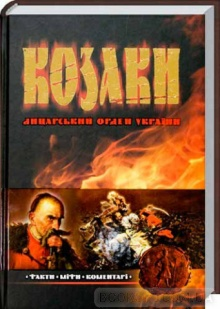 КОЗАКИ
ЛИЦАРСЬКИЙ ОРДЕН УКРАЇНИ
• ФАКТИ • МІФИ • КОМЕНТАРІ •